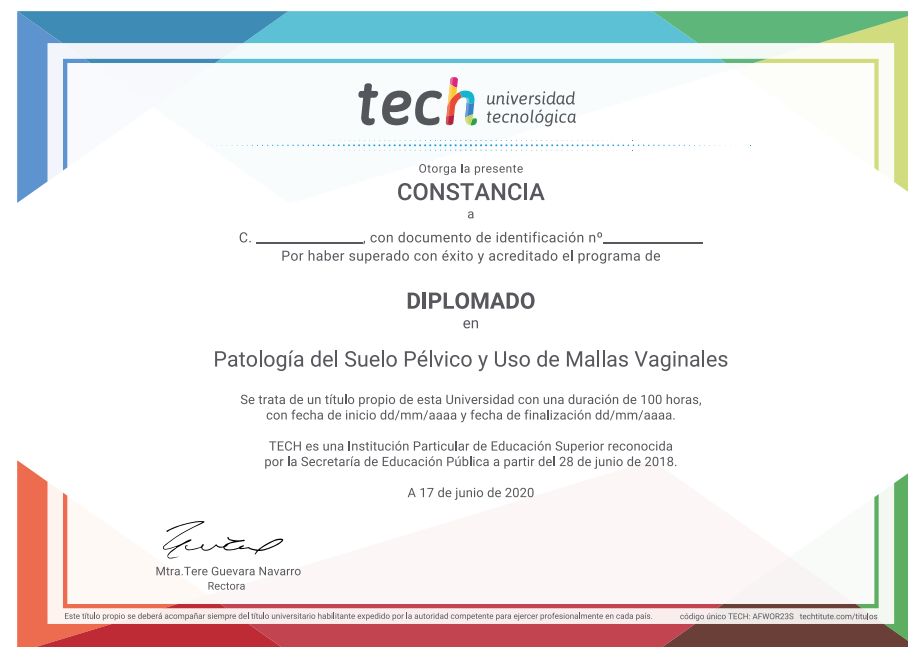 tech universidad
tecnológica
Otorga la presente
CONSTANCIA
a
C. ____________, con documento de identificación nº____________
Por haber superado con éxito y acreditado el programa de
DIPLOMADO
en
Patología del Suelo Pélvico y Uso de Mallas Vaginales
Se trata de un título propio de esta Universidad con una duración de 100 horas,
con fecha de inicio dd/mm/aaaa y fecha de finalización dd/mm/aaaa.
TECH es una Institución Particular de Educación Superior reconocida
por la Secretaría de Educación Pública a partir del 28 de junio de 2018.
A 17 de junio de 2020
Mtra.Tere Guevara Navarro
Rectora
Este título propio se deberá acompañar siempre del título universitario habilitante expedido por la autoridad competente para ejercer profesionalmente en cada país. código único TECH: AFWOR23S techtitute.com/titulos